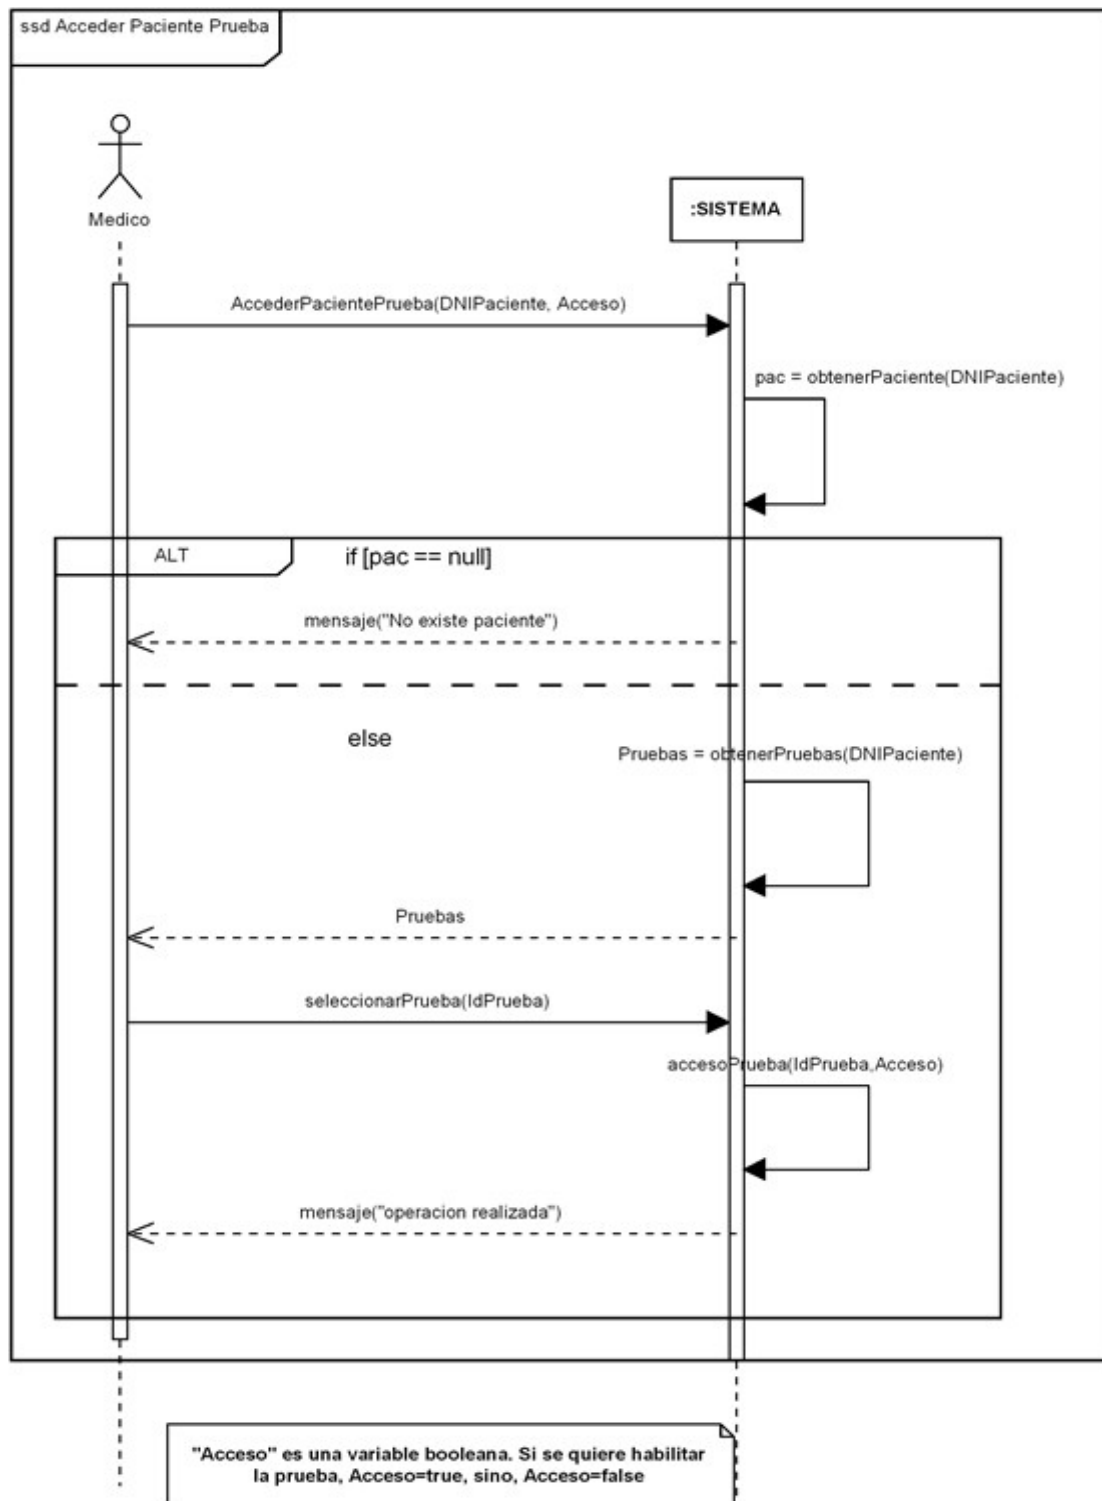 ssd Acceder Paciente Prueba
Medico
:SISTEMA
AccederPacientePrueba(DNIPaciente, Acceso)
pac = obtenerPaciente(DNIPaciente)
ALT
if [pac == null]
mensaje("No existe paciente")
else
Pruebas = obtenerPruebas(DNIPaciente)
Pruebas
seleccionarPrueba(IdPrueba)
accesoPrueba(IdPrueba,Acceso)
mensaje("operacion realizada")
"Acceso" es una variable booleana. Si se quiere habilitar
la prueba, Acceso=true, sino, Acceso=false